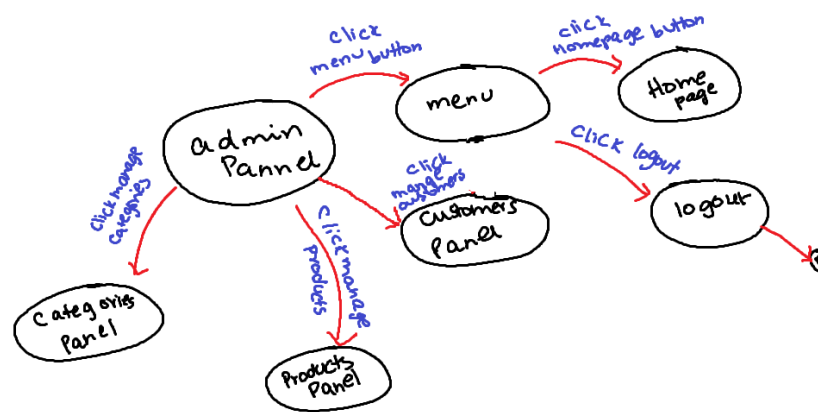 click
menu button
click
Homepage button
menu
Home
page
admin
Pannel
click logout
click manage
categories
click
mange
customers
customers
Panel
logout
click manage
products
categories
Panel
Products
Panel